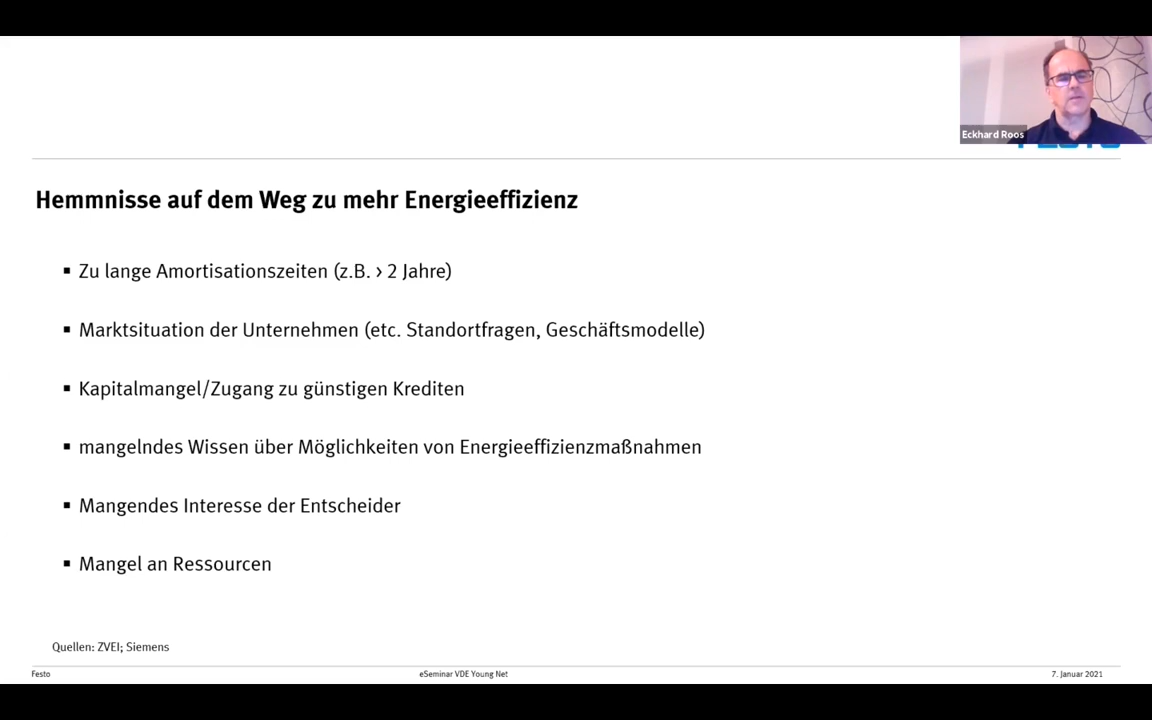 Eckhard Roos
Hemmnisse auf dem Weg zu mehr Energieeffizienz
▪ Zu lange Amortisationszeiten (z.B. > 2 Jahre)
▪ Marktsituation der Unternehmen (etc. Standortfragen, Geschäftsmodelle)
▪ Kapitalmangel/Zugang zu günstigen Krediten
▪ mangelndes Wissen über Möglichkeiten von Energieeffizienzmaßnahmen
▪ Mangendes Interesse der Entscheider
▪ Mangel an Ressourcen
Quellen: ZVEI; Siemens
Festo eSeminar VDE Young Net 7. Januar 2021